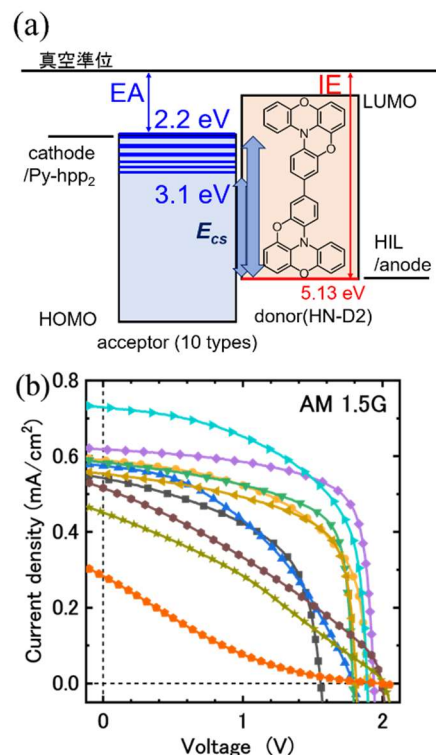 (a)
真空準位
EA
IE
2.2 eV
LUMO
cathode
/Py-hpp₂
3.1 eV
E_cs
HIL
/anode
5.13 eV
HOMO
donor(HN-D2)
acceptor (10 types)
O
O
N
O
O
N
O
O
(b)
AM 1.5G
Current density (mA/cm²)
0.8
0.6
0.4
0.2
0.0
0
1
2
Voltage (V)